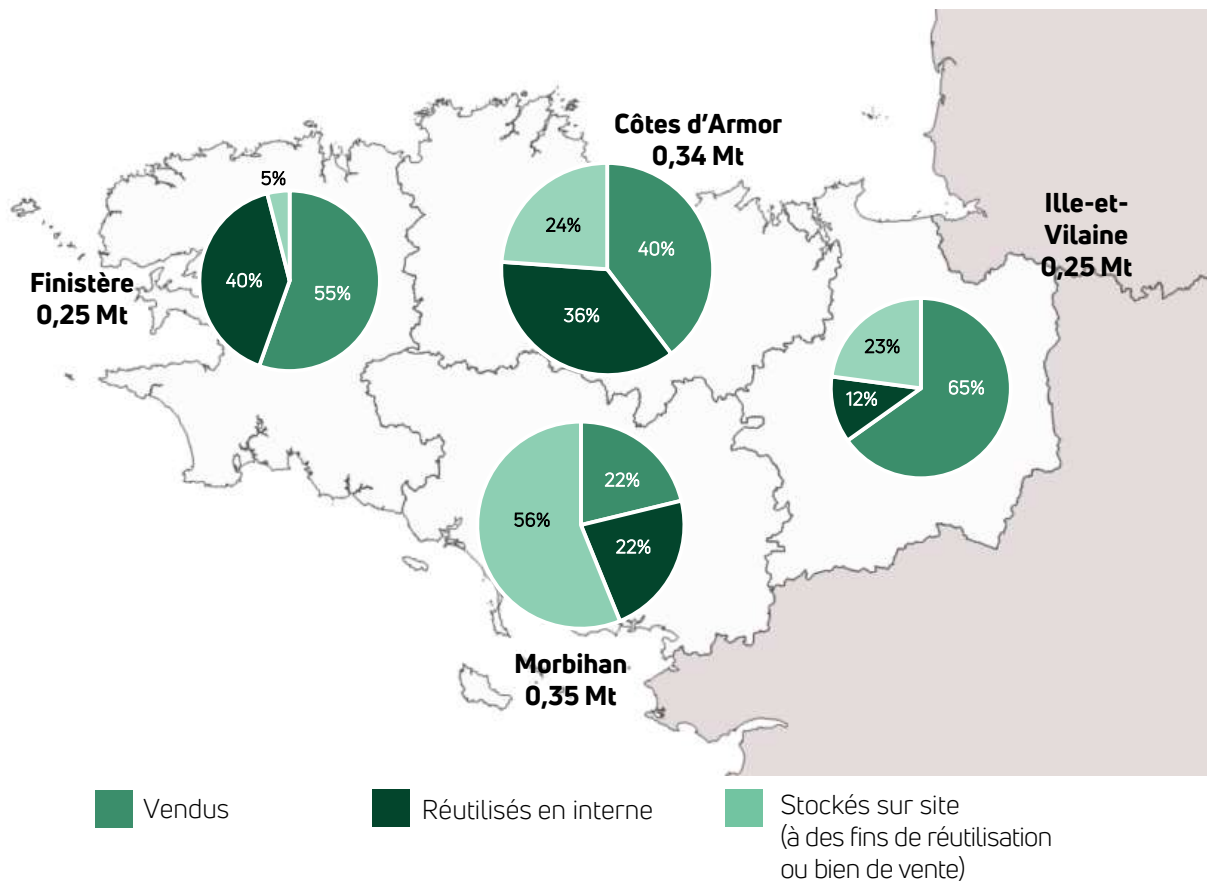 Côtes d'Armor
0,34 Mt
24%
40%
36%
5%
40%
55%
Finistère
0,25 Mt
Ille-et-
Vilaine
0,25 Mt
23%
12%
65%
56%
22%
22%
Morbihan
0,35 Mt
Vendus
Réutilisés en interne
Stockés sur site
(à des fins de réutilisation
ou bien de vente)